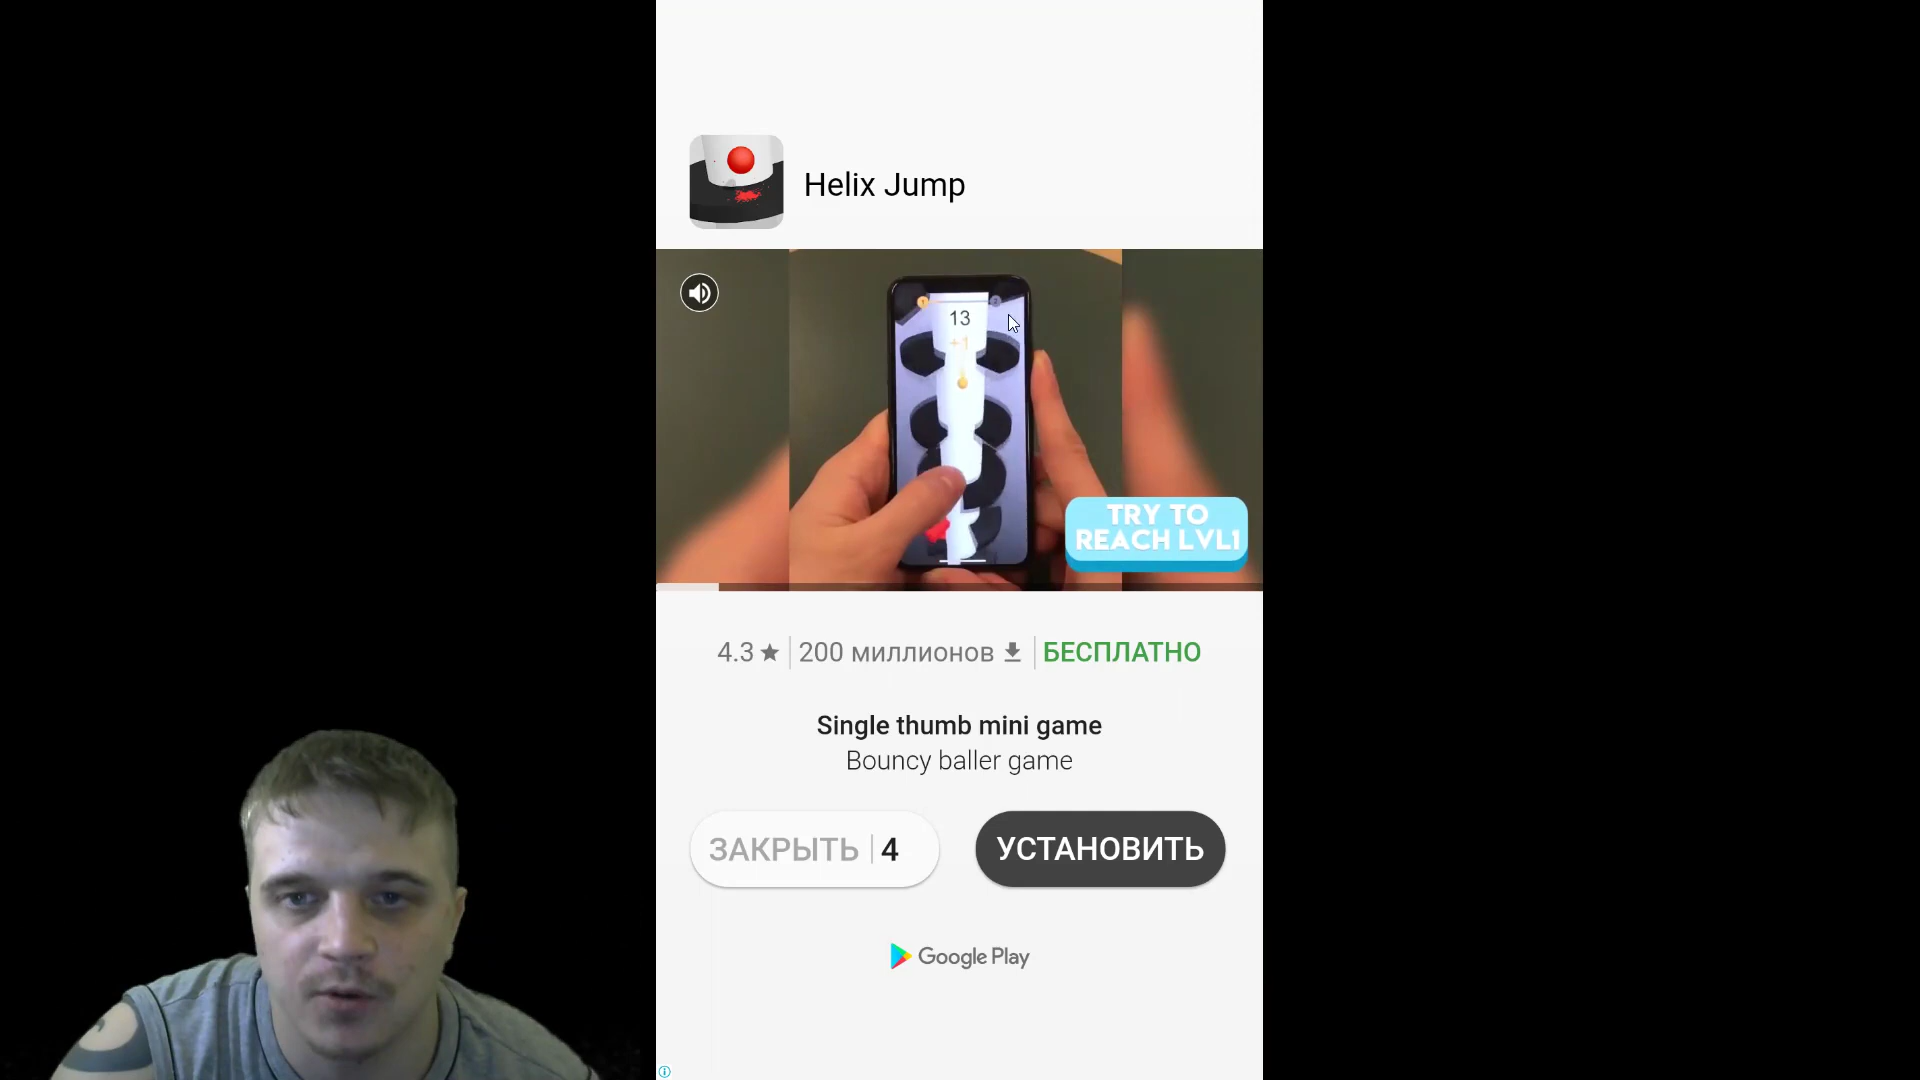 Helix Jump
13
+1
TRY TO
REACH LVL1
4.3 | 200 миллионов | БЕСПЛАТНО
Single thumb mini game
Bouncy baller game
ЗАКРЫТЬ | 4
УСТАНОВИТЬ
Google Play